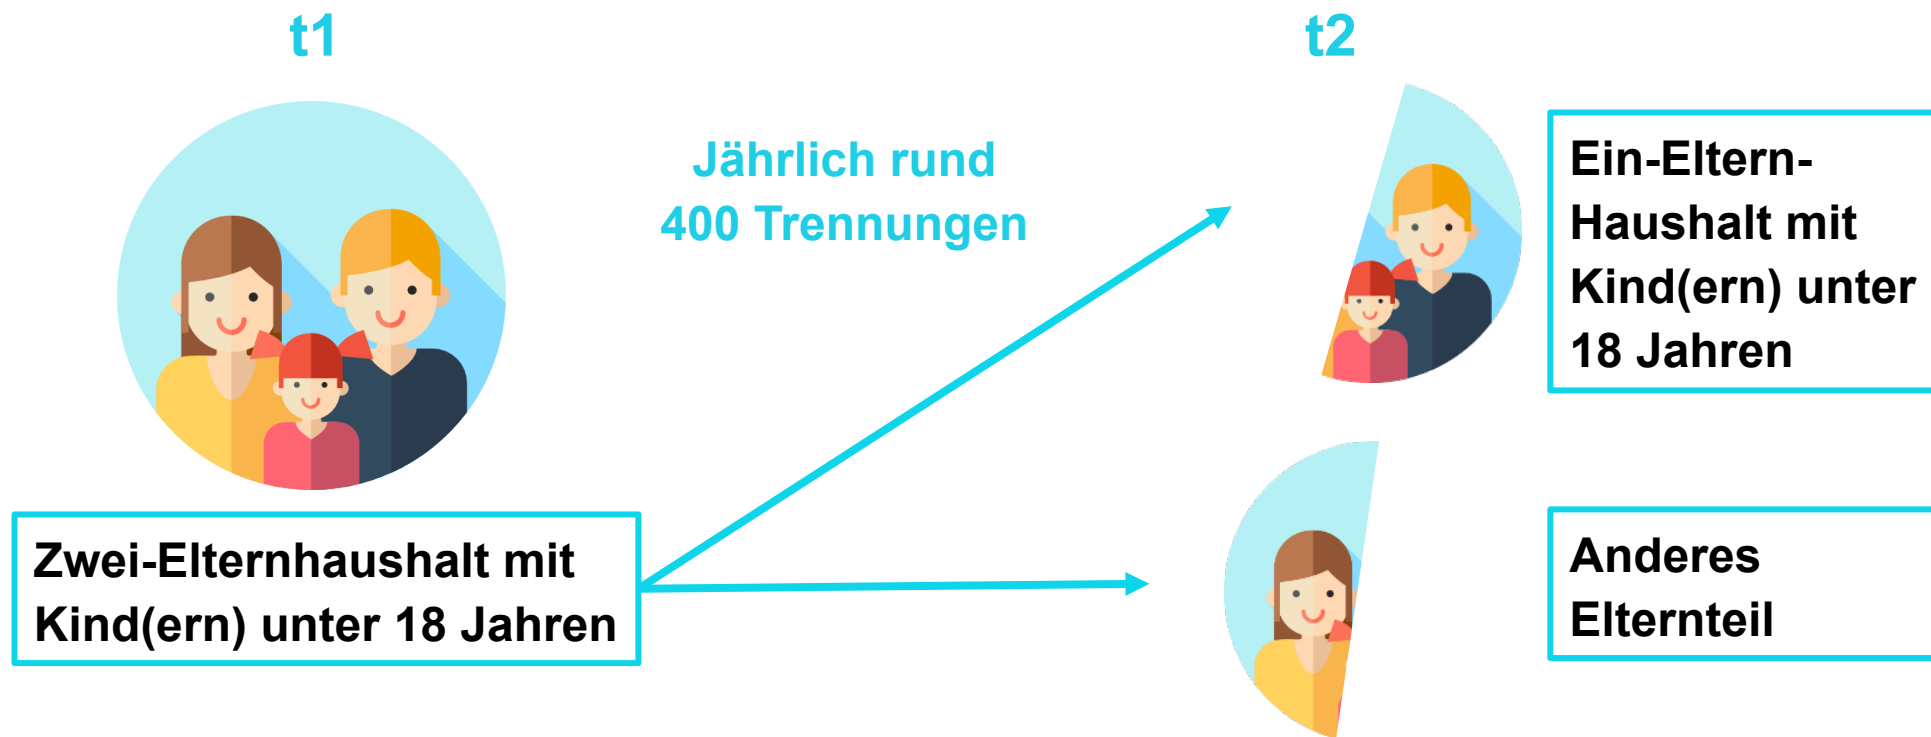 t1
t2
Jährlich rund
400 Trennungen
Ein-Eltern-
Haushalt mit
Kind(ern) unter
18 Jahren
Zwei-Elternhaushalt mit
Kind(ern) unter 18 Jahren
Anderes
Elternteil